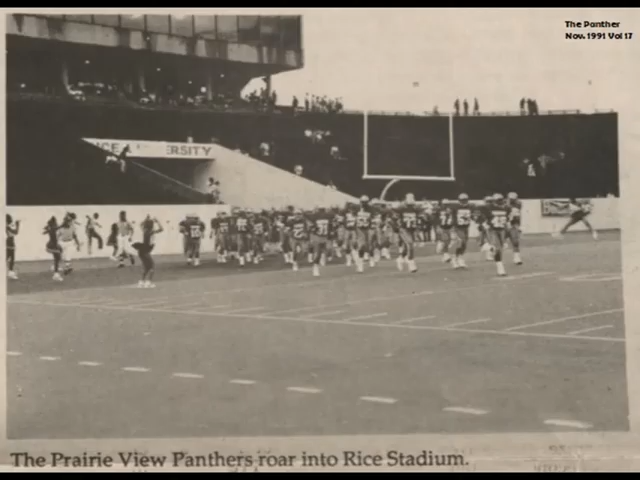 The Panther
Nov. 1991 Vol 17
ICE
ERSITY
The Prairie View Panthers roar into Rice Stadium.